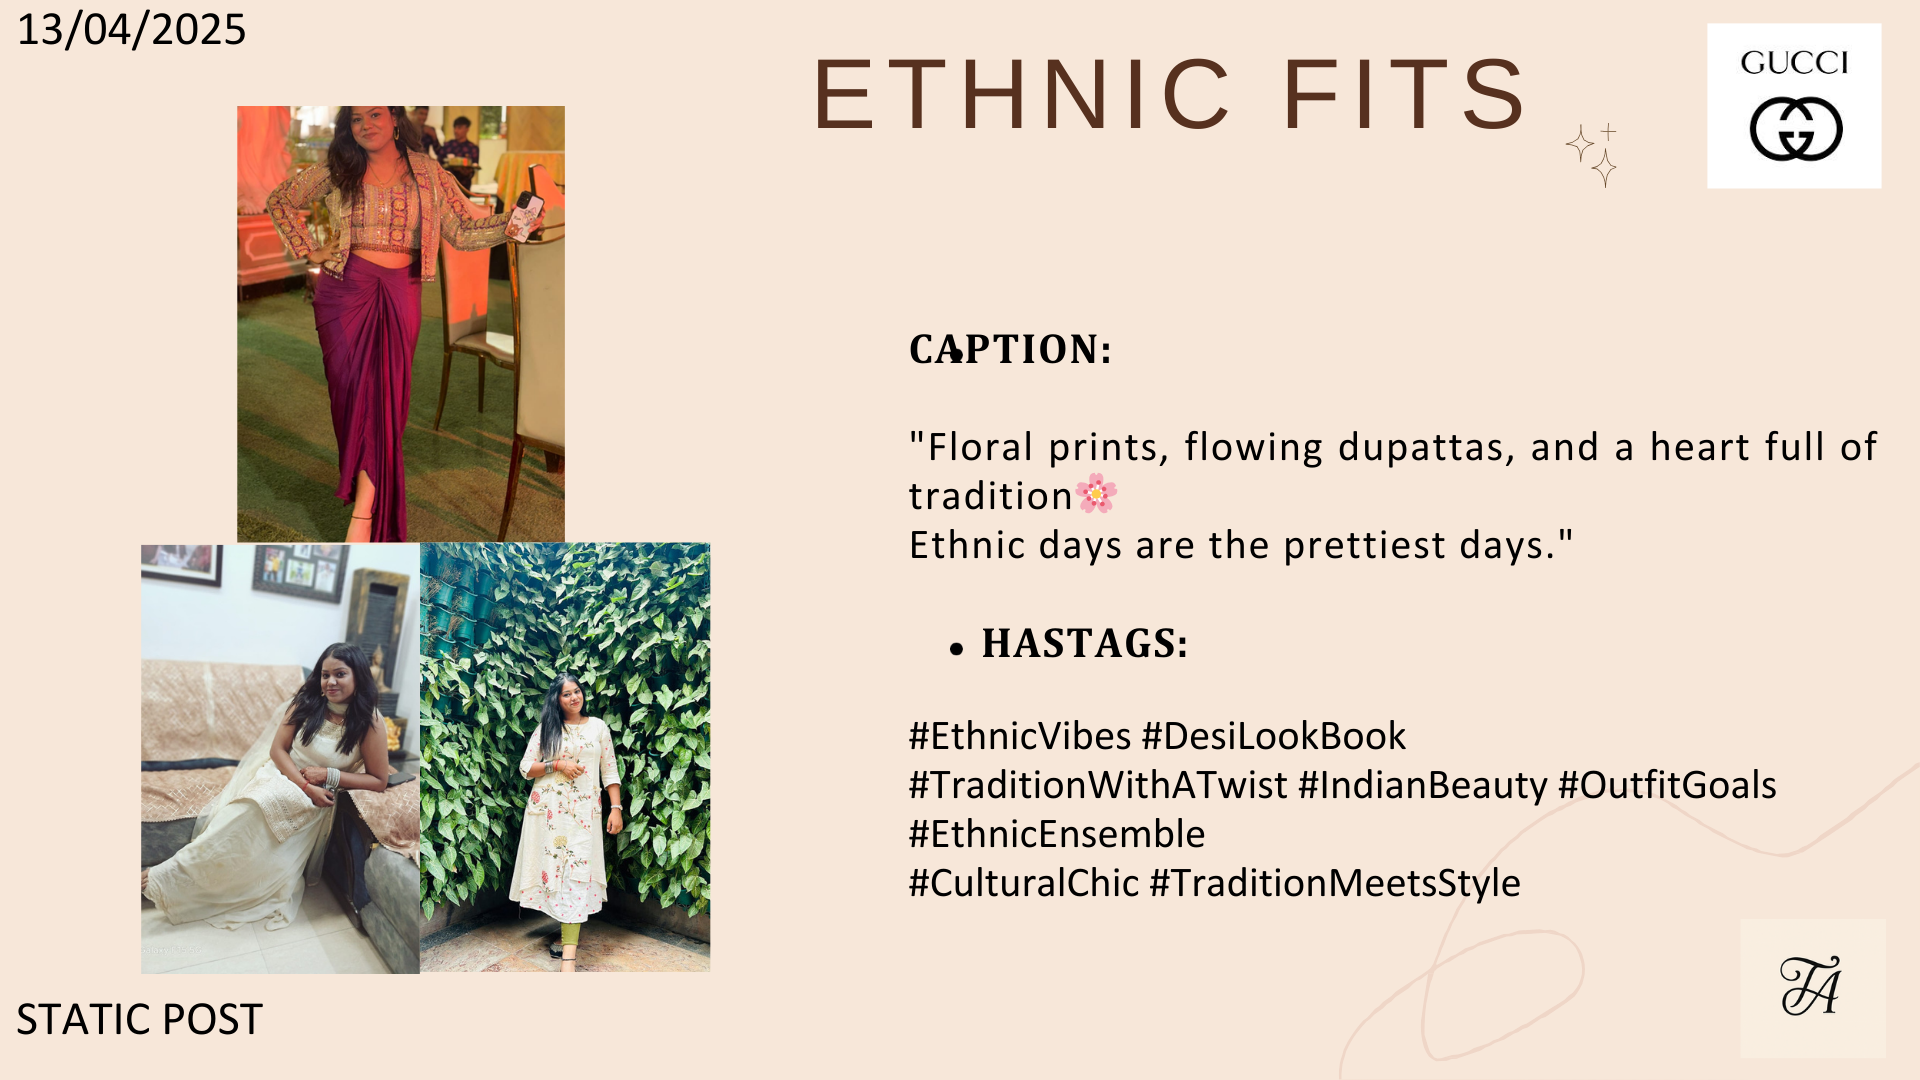 13/04/2025
ETHNIC FITS
GUCCI
CAPTION:
"Floral prints, flowing dupattas, and a heart full of
tradition🌸
Ethnic days are the prettiest days."
• HASTAGS:
#EthnicVibes #DesiLookBook
#TraditionWithATwist #IndianBeauty #OutfitGoals
#EthnicEnsemble
#CulturalChic #TraditionMeetsStyle
TA
STATIC POST